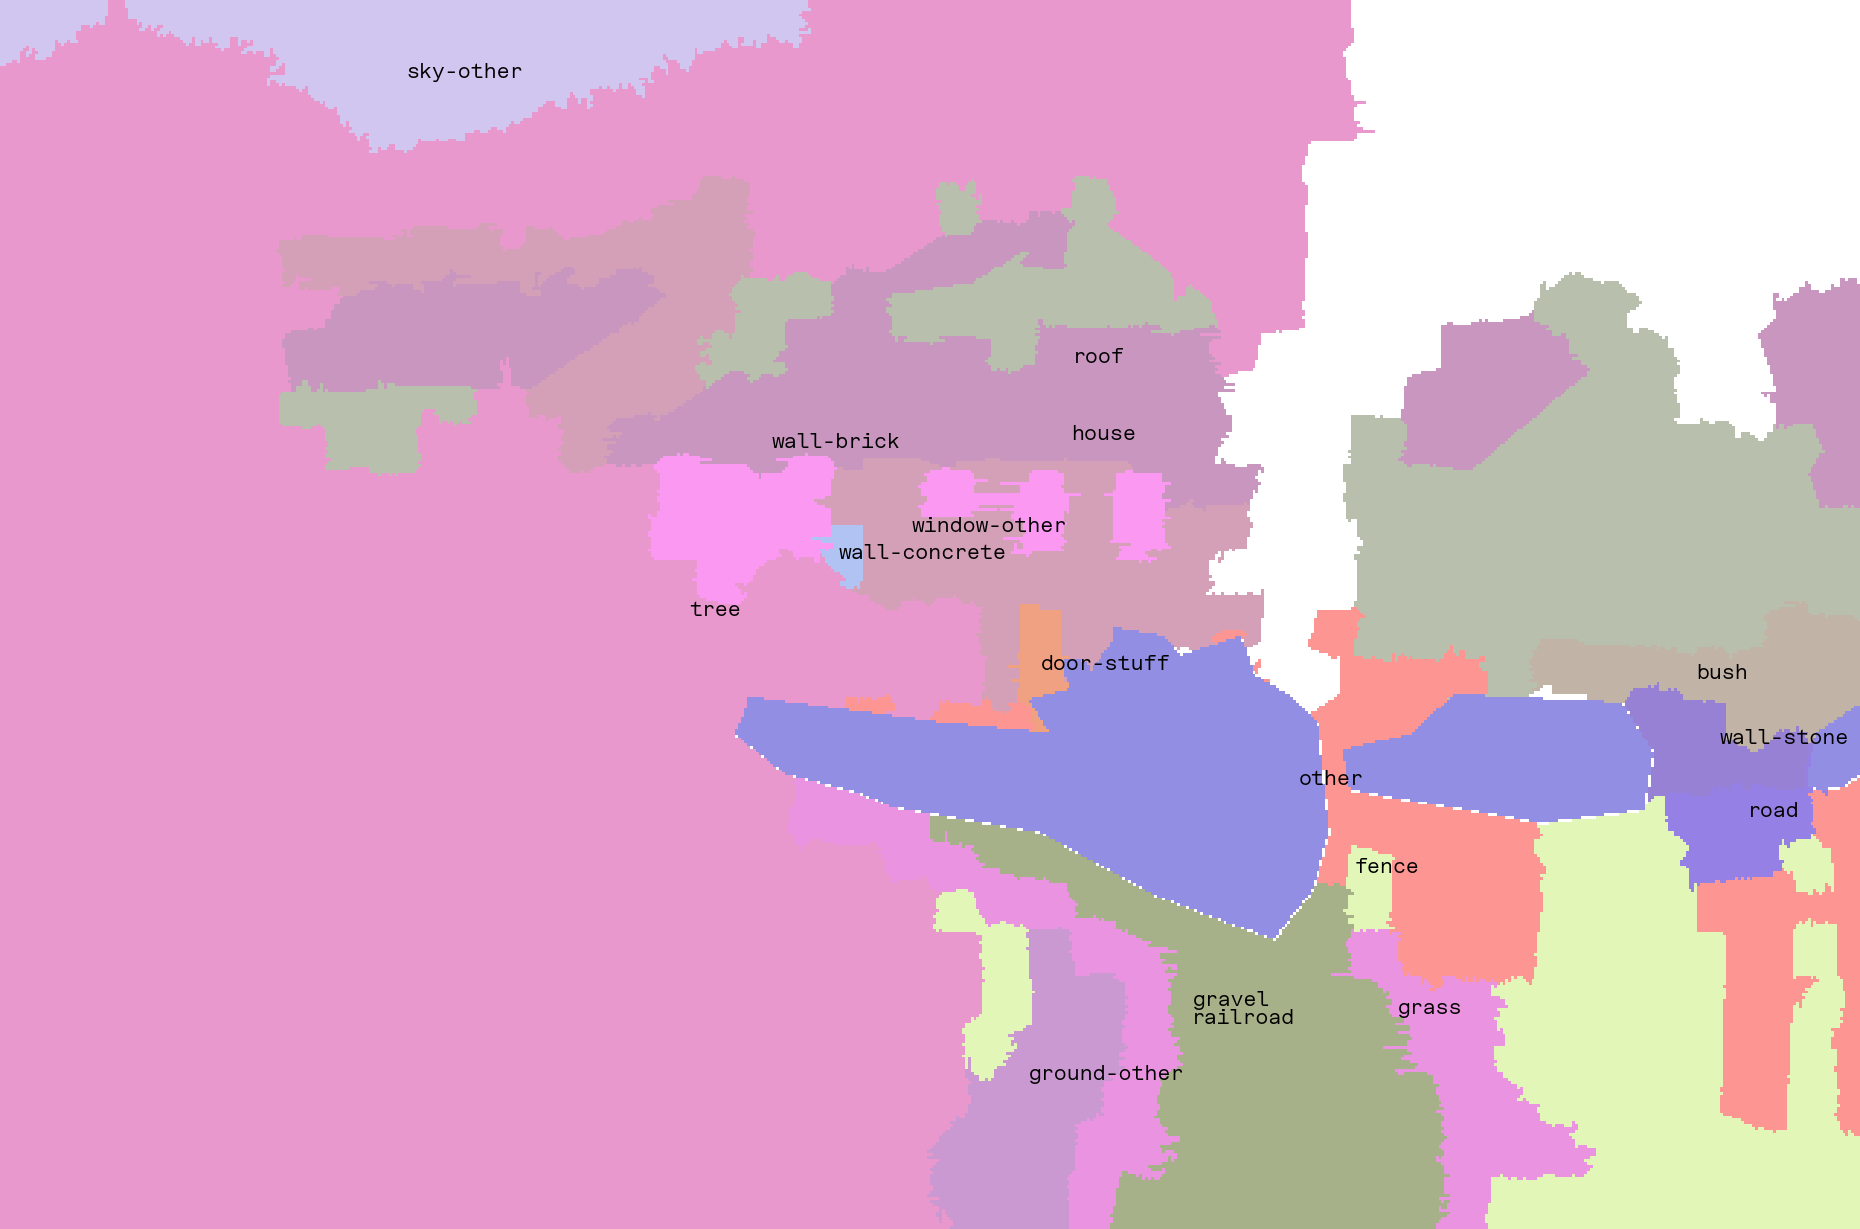 sky-other
roof
house
wall-brick
window-other
wall-concrete
tree
door-stuff
bush
wall-stone
other
road
fence
gravel
railroad
grass
ground-other